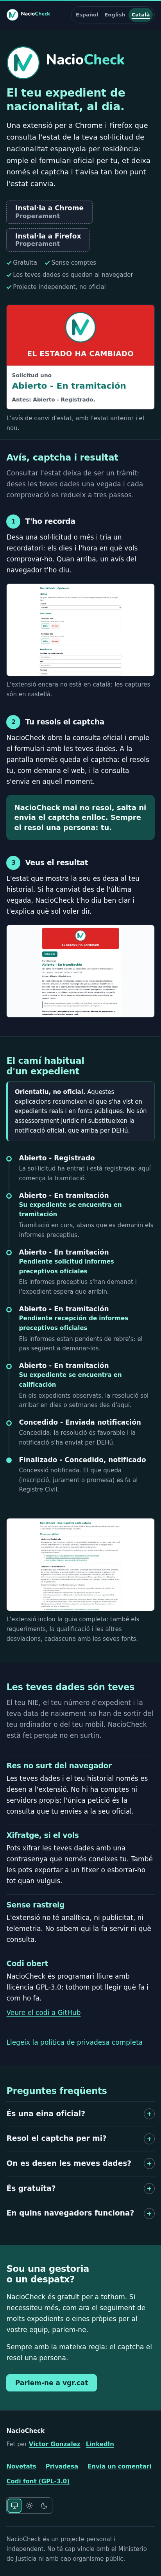 NacioCheck
Español English Català
NacioCheck
El teu expedient de
nacionalitat, al dia.
Una extensió per a Chrome i Firefox que
consulta l'estat de la teva sol·licitud de
nacionalitat espanyola per residència:
omple el formulari oficial per tu, et deixa
només el captcha i t'avisa tan bon punt
l'estat canvia.
Instal·la a Chrome
Properament
Instal·la a Firefox
Properament
Gratuïta Sense comptes
Les teves dades es queden al navegador
Projecte independent, no oficial
EL ESTADO HA CAMBIADO
Solicitud uno
Abierto - En tramitación
Antes: Abierto - Registrado.
L'avís de canvi d'estat, amb l'estat anterior i el
nou.
Avís, captcha i resultat
Consultar l'estat deixa de ser un tràmit:
deses les teves dades una vegada i cada
comprovació es redueix a tres passos.
1 T'ho recorda
Desa una sol·licitud o més i tria un
recordatori: els dies i l'hora en què vols
comprovar-ho. Quan arriba, un avís del
navegador t'ho diu.
L'extensió encara no està en català: les captures
són en castellà.
2 Tu resols el captcha
NacioCheck obre la consulta oficial i omple
el formulari amb les teves dades. A la
pantalla només queda el captcha: el resols
tu, com demana el web, i la consulta
s'envia en aquell moment.
NacioCheck mai no resol, salta ni
envia el captcha enlloc. Sempre
el resol una persona: tu.
3 Veus el resultat
L'estat que mostra la seu es desa al teu
historial. Si ha canviat des de l'última
vegada, NacioCheck t'ho diu ben clar i
t'explica què sol voler dir.
EL ESTADO HA CAMBIADO
Abierto - En tramitación
El camí habitual
d'un expedient
Orientatiu, no oficial. Aquestes
explicacions resumeixen el que s'ha vist en
expedients reals i en fonts públiques. No són
assessorament jurídic ni substitueixen la
notificació oficial, que arriba per DEHú.
Abierto - Registrado
La sol·licitud ha entrat i està registrada: aquí
comença la tramitació.
Abierto - En tramitación
Su expediente se encuentra en
tramitación
Tramitació en curs, abans que es demanin els
informes preceptius.
Abierto - En tramitación
Pendiente solicitud informes
preceptivos oficiales
Els informes preceptius s'han demanat i
l'expedient espera que arribin.
Abierto - En tramitación
Pendiente recepción de informes
preceptivos oficiales
Els informes estan pendents de rebre's: el
pas següent a demanar-los.
Abierto - En tramitación
Su expediente se encuentra en
calificación
En els expedients observats, la resolució sol
arribar en dies o setmanes des d'aquí.
Concedido - Enviada notificación
Concedida: la resolució és favorable i la
notificació s'ha enviat per DEHú.
Finalizado - Concedido, notificado
Concessió notificada. El que queda
(inscripció, jurament o promesa) es fa al
Registre Civil.
L'extensió inclou la guia completa: també els
requeriments, la qualificació i les altres
desviacions, cadascuna amb les seves fonts.
Les teves dades són teves
El teu NIE, el teu número d'expedient i la
teva data de naixement no han de sortir del
teu ordinador o del teu mòbil. NacioCheck
està fet perquè no en surtin.
Res no surt del navegador
Les teves dades i el teu historial només es
desen a l'extensió. No hi ha comptes ni
servidors propis: l'única petició és la
consulta que tu envies a la seu oficial.
Xifratge, si el vols
Pots xifrar les teves dades amb una
contrasenya que només coneixes tu. També
les pots exportar a un fitxer o esborrar-ho
tot quan vulguis.
Sense rastreig
L'extensió no té analítica, ni publicitat, ni
telemetria. No sabem qui la fa servir ni què
consulta.
Codi obert
NacioCheck és programari lliure amb
llicència GPL-3.0: tothom pot llegir què fa i
com ho fa.
Veure el codi a GitHub
Llegeix la política de privadesa completa
Preguntes freqüents
És una eina oficial?
Resol el captcha per mi?
On es desen les meves dades?
És gratuïta?
En quins navegadors funciona?
Sou una gestoria
o un despatx?
NacioCheck és gratuït per a tothom. Si
necessiteu més, com ara el seguiment de
molts expedients o eines pròpies per al
vostre equip, parlem-ne.
Sempre amb la mateixa regla: el captcha el
resol una persona.
Parlem-ne a vgr.cat
NacioCheck
Fet per Victor Gonzalez · LinkedIn
Novetats Privadesa Envia un comentari
Codi font (GPL-3.0)
NacioCheck és un projecte personal i
independent. No té cap vincle amb el Ministerio
de Justicia ni amb cap organisme públic.